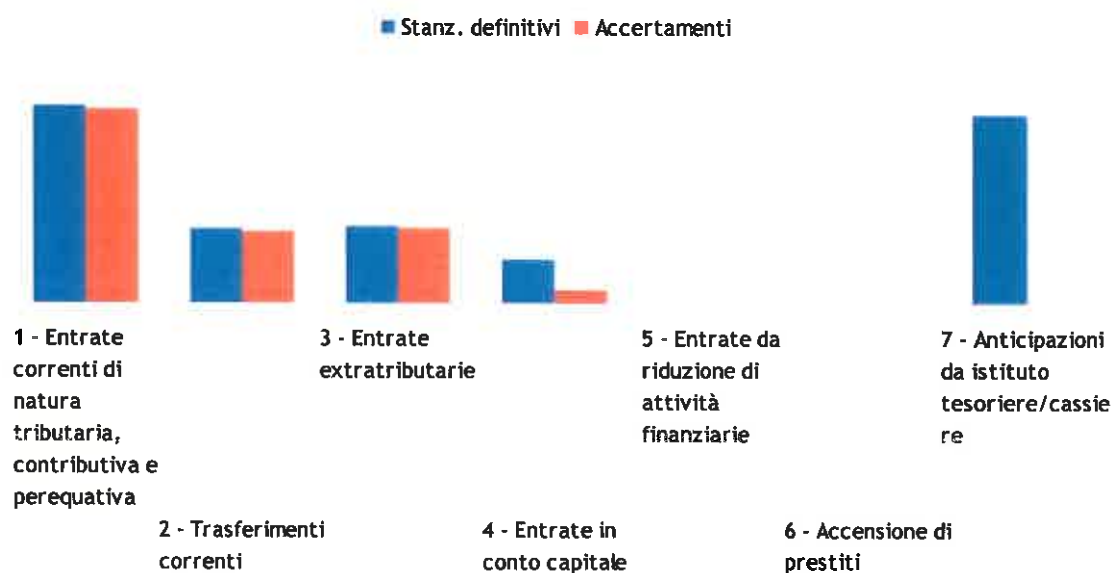 Stanz. definitivi Accertamenti
1 - Entrate
correnti di
natura
tributaria,
contributiva e
perequativa
2 - Trasferimenti
correnti
3 - Entrate
extratributarie
4 - Entrate in
conto capitale
5 - Entrate da
riduzione di
attività
finanziarie
6 - Accensione di
prestiti
7 - Anticipazioni
da istituto
tesoriere/cassie
re